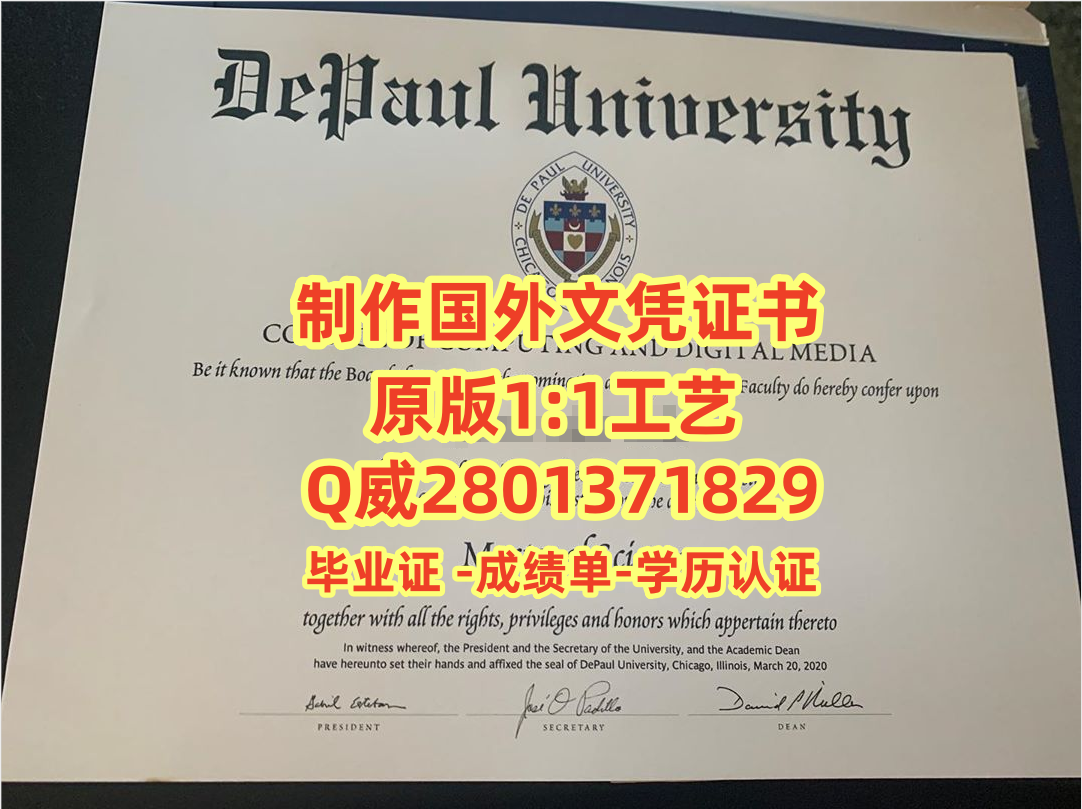 DePaul University
DE PAUL UNIVERSITY
制作国外文凭证书
OF COMPUTING AND DIGITAL MEDIA
Be it known that the Faculty do hereby confer upon
原版1:1工艺
Q威2801371829
毕业证 -成绩单-学历认证
together with all the rights, privileges and honors which appertain thereto
In witness whereof, the President and the Secretary of the University, and the Academic Dean
have hereunto set their hands and affixed the seal of DePaul University, Chicago, Illinois, March 20, 2020
PRESIDENT
SECRETARY
DEAN